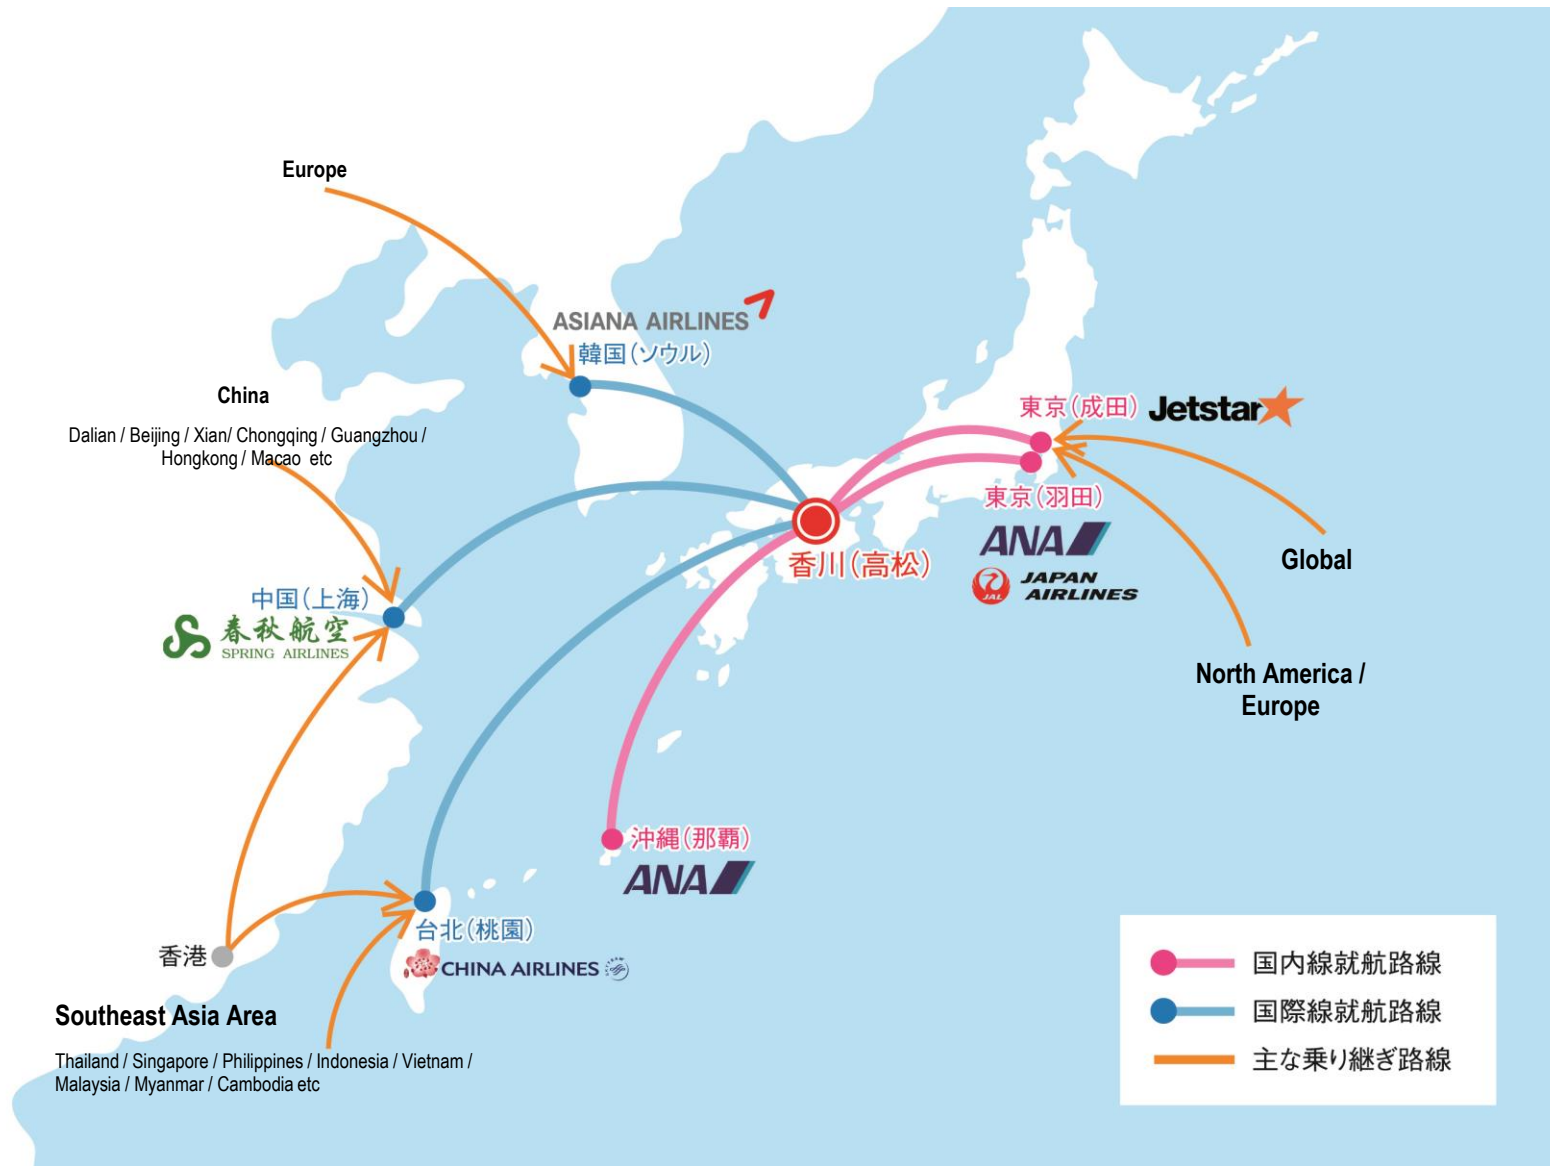 Europe
ASIANA AIRLINES
韓国(ソウル)
China
Dalian / Beijing / Xian/ Chongqing / Guangzhou /
Hongkong / Macao  etc
東京(成田)
Jetstar
東京(羽田)
ANA
JAL
JAPAN
AIRLINES
Global
香川(高松)
中国(上海)
春秋航空
SPRING AIRLINES
North America /
Europe
沖縄(那覇)
ANA
台北(桃園)
CHINA AIRLINES
香港
Southeast Asia Area
Thailand / Singapore / Philippines / Indonesia / Vietnam /
Malaysia / Myanmar / Cambodia etc
国内線就航路線
国際線就航路線
主な乗り継ぎ路線